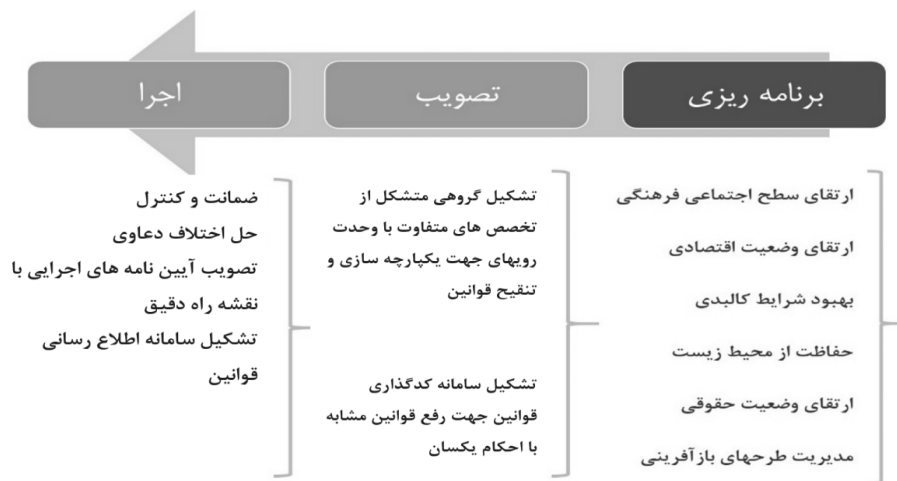 برنامه ریزی
تصویب
اجرا
ارتقای سطح اجتماعی فرهنگی
ارتقای وضعیت اقتصادی
بهبود شرایط کالبدی
حفاظت از محیط زیست
ارتقای وضعیت حقوقی
مدیریت طرحهای بازآفرینی
تشکیل گروهی متشکل از
تخصص های متفاوت با وحدت
رویهای جهت یکپارچه سازی و
تنقیح قوانین
تشکیل سامانه کدگذاری
قوانین جهت رفع قوانین مشابه
با احکام یکسان
ضمانت و کنترل
حل اختلاف دعاوی
تصویب آیین نامه های اجرایی با
نقشه راه دقیق
تشکیل سامانه اطلاع رسانی
قوانین